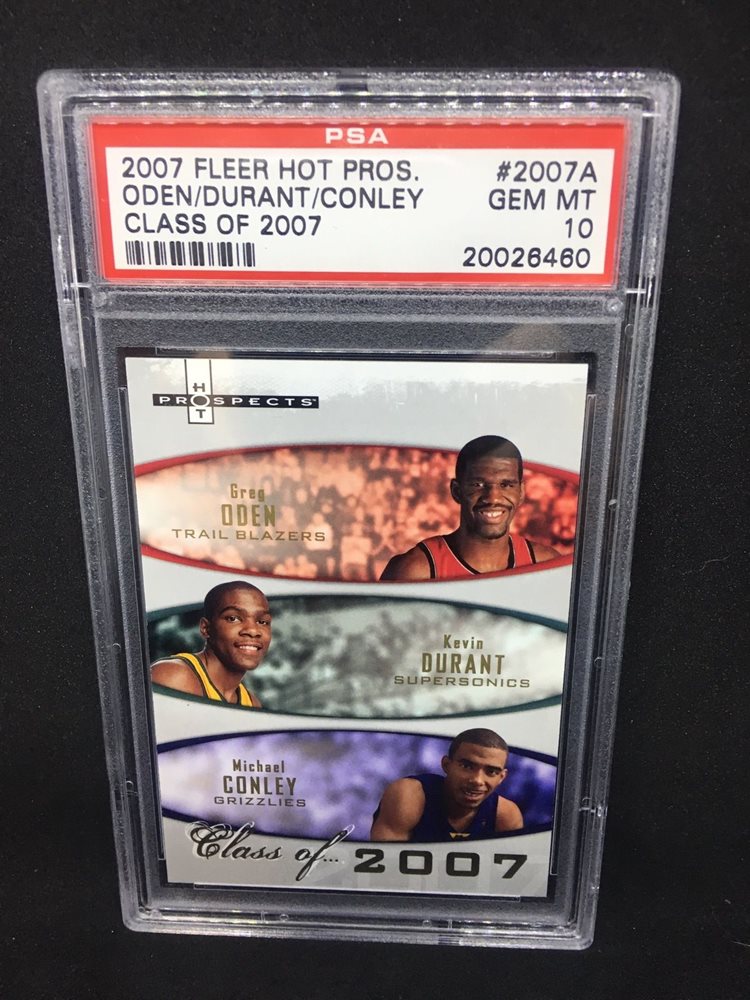 PSA
2007 FLEER HOT PROS. #2007A
ODEN/DURANT/CONLEY GEM MT
CLASS OF 2007 10
20026460
HOT
PROSPECTS
Greg
ODEN
TRAIL BLAZERS
Kevin
DURANT
SUPERSONICS
Michael
CONLEY
GRIZZLIES
Class of... 2007